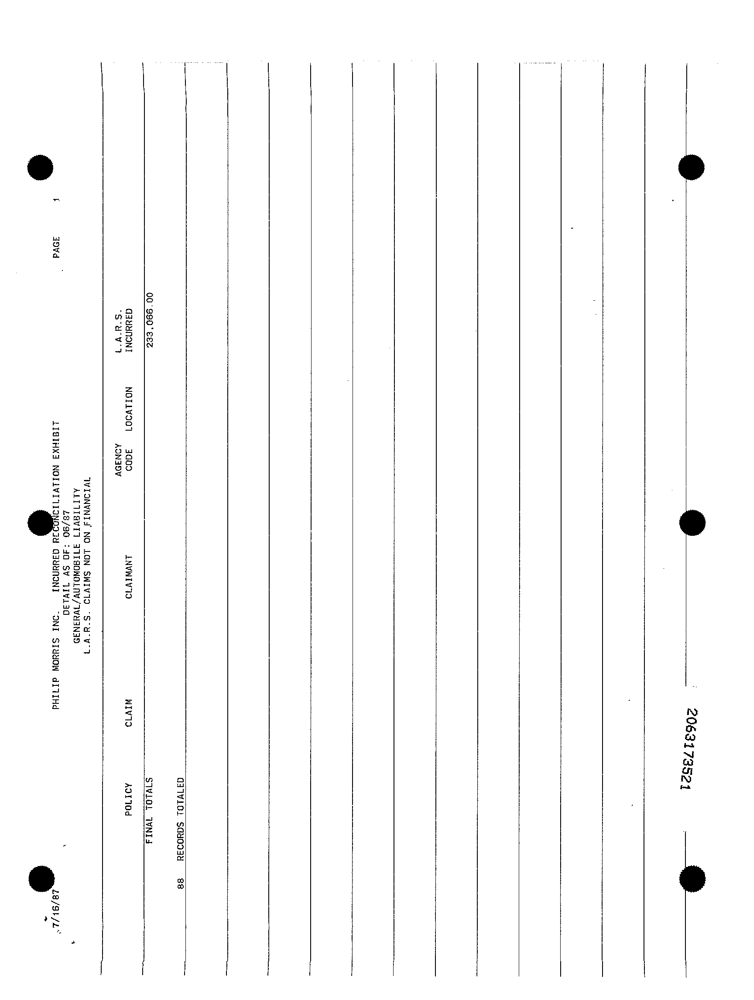 7/16/87 PHILIP MORRIS INC. INCURRED RECONCILIATION EXHIBIT PAGE 1
DETAIL AS OF: 06/87
GENERAL/AUTOMOBILE LIABILITY
L.A.R.S. CLAIMS NOT ON FINANCIAL
AGENCY L.A.R.S.
POLICY CLAIM CLAIMANT CODE LOCATION INCURRED
FINAL TOTALS 233,066.00
88 RECORDS TOTALED
2063173521